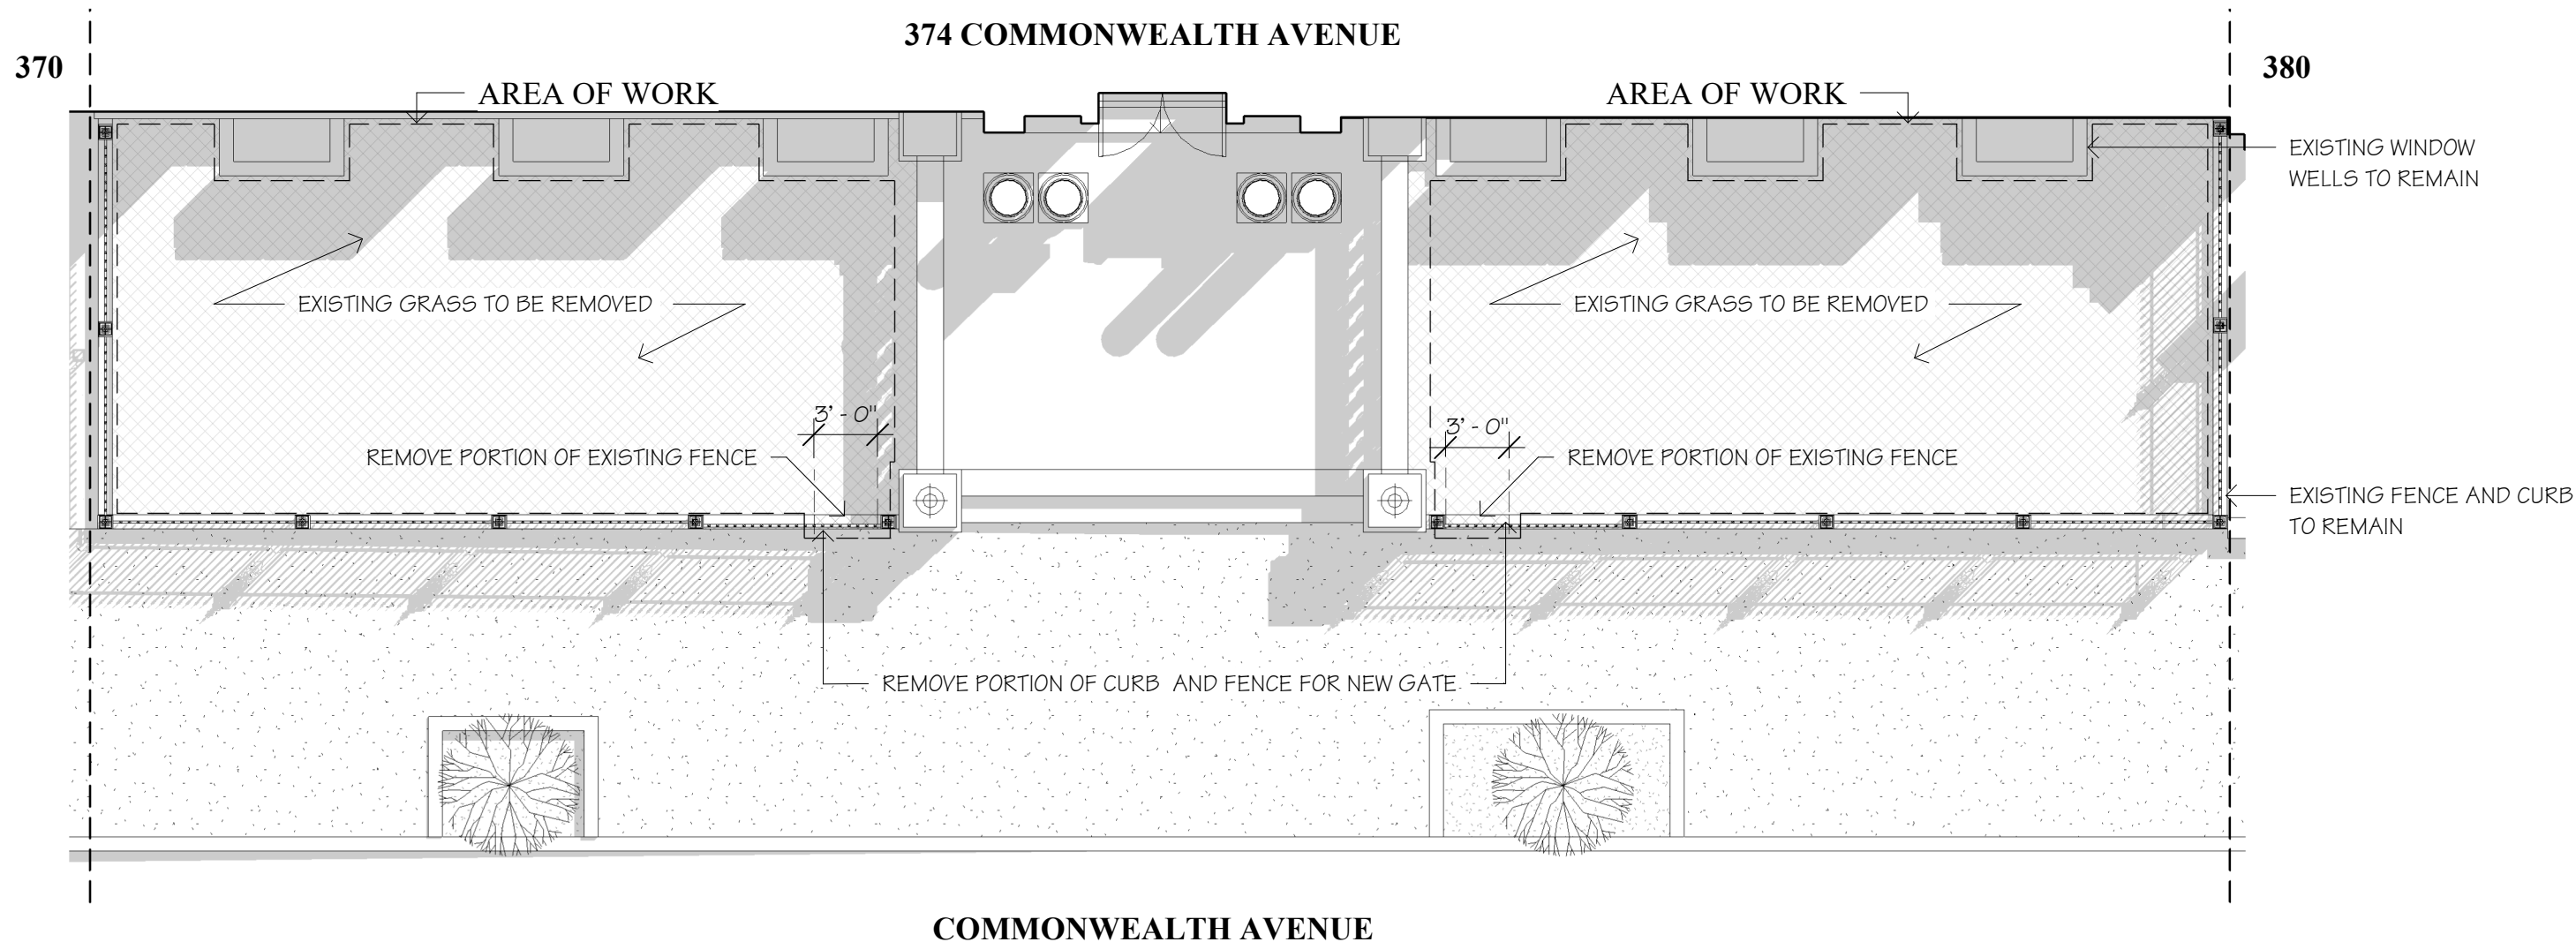 374 COMMONWEALTH AVENUE
370
380
AREA OF WORK
AREA OF WORK
EXISTING WINDOW
WELLS TO REMAIN
EXISTING GRASS TO BE REMOVED
EXISTING GRASS TO BE REMOVED
3' - 0"
3' - 0"
REMOVE PORTION OF EXISTING FENCE
REMOVE PORTION OF EXISTING FENCE
EXISTING FENCE AND CURB
TO REMAIN
REMOVE PORTION OF CURB AND FENCE FOR NEW GATE
COMMONWEALTH AVENUE